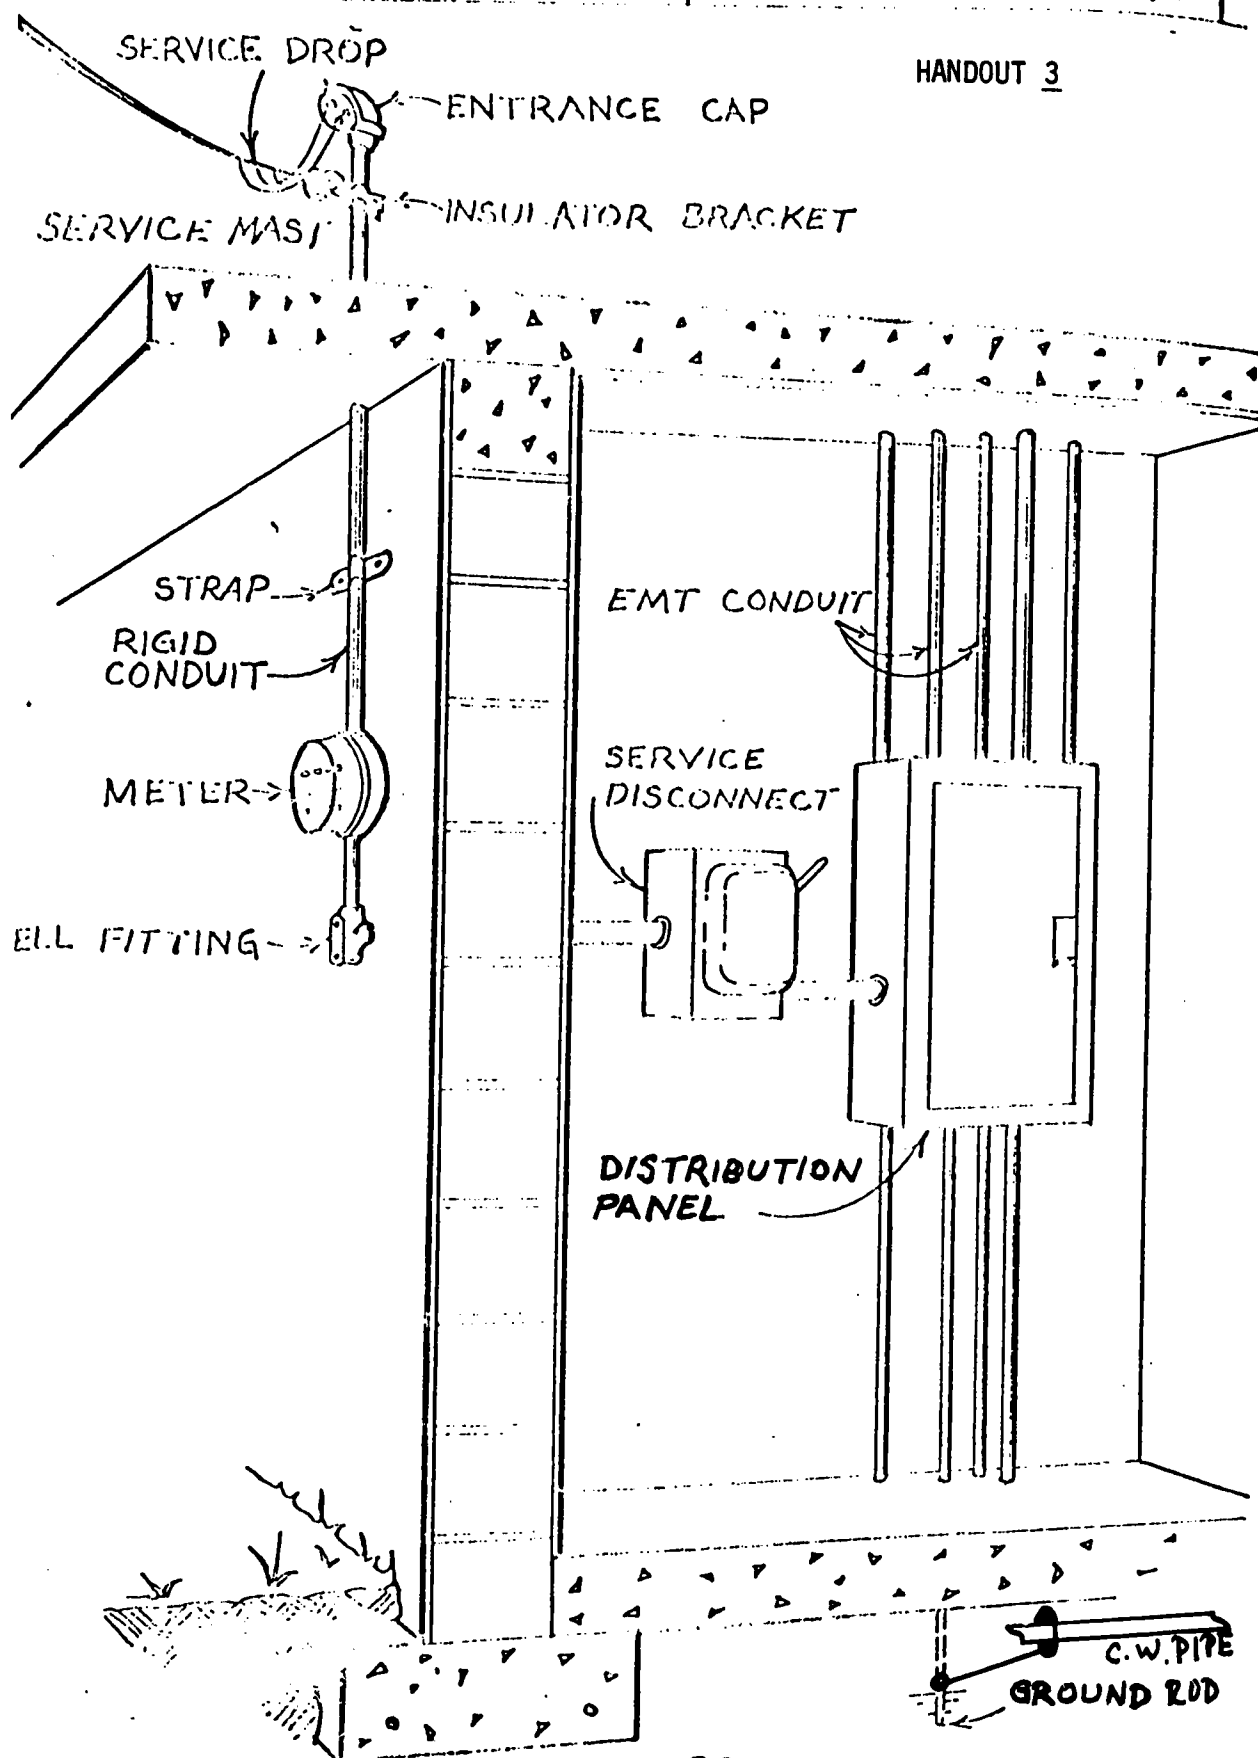 HANDOUT 3
SERVICE DROP
ENTRANCE CAP
INSULATOR BRACKET
SERVICE MAST
STRAP
EMT CONDUIT
RIGID
CONDUIT
SERVICE
DISCONNECT
METER
ELL FITTING
DISTRIBUTION
PANEL
C.W. PIPE
GROUND ROD